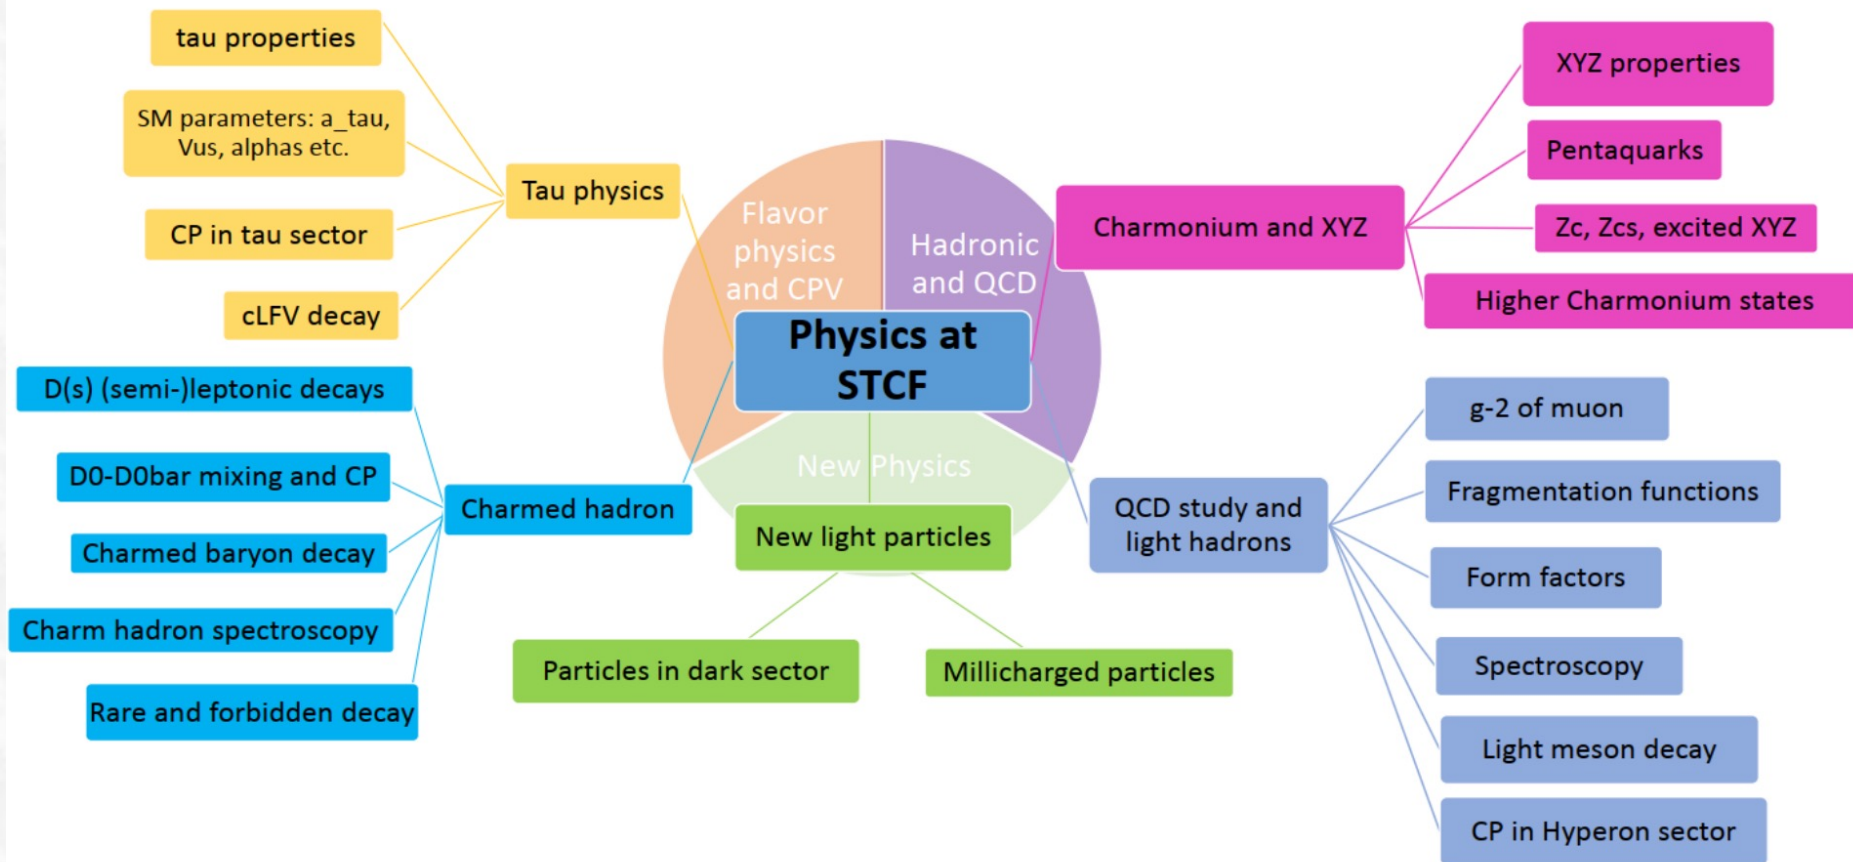 tau properties
SM parameters: a_tau,
Vus, alphas etc.
CP in tau sector
cLFV decay
Tau physics
D(s) (semi-)leptonic decays
D0-D0bar mixing and CP
Charmed baryon decay
Charm hadron spectroscopy
Rare and forbidden decay
Charmed hadron
Flavor
physics
and CPV
Hadronic
and QCD
Physics at
STCF
New Physics
New light particles
Particles in dark sector
Millicharged particles
Charmonium and XYZ
XYZ properties
Pentaquarks
Zc, Zcs, excited XYZ
Higher Charmonium states
QCD study and
light hadrons
g-2 of muon
Fragmentation functions
Form factors
Spectroscopy
Light meson decay
CP in Hyperon sector